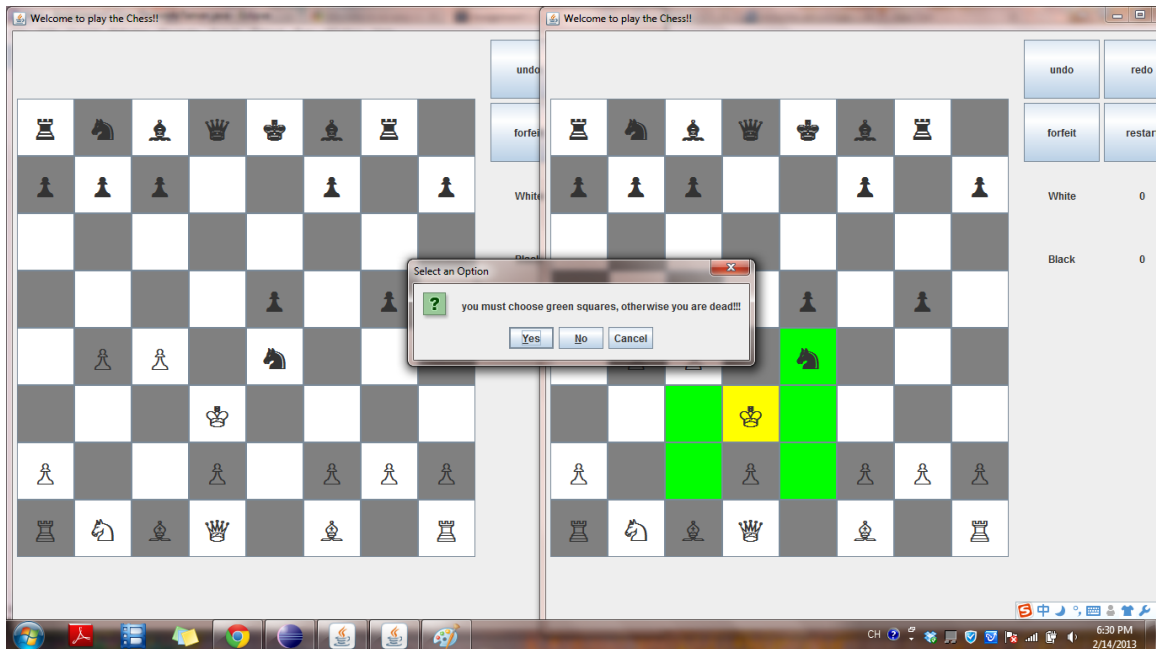 Welcome to play the Chess!!
undo
forfeit
White
Welcome to play the Chess!!
undo redo
forfeit restart
White 0
Black 0
Select an Option
you must choose green squares, otherwise you are dead!!!
Yes No Cancel
CH
中
6:30 PM
2/14/2013